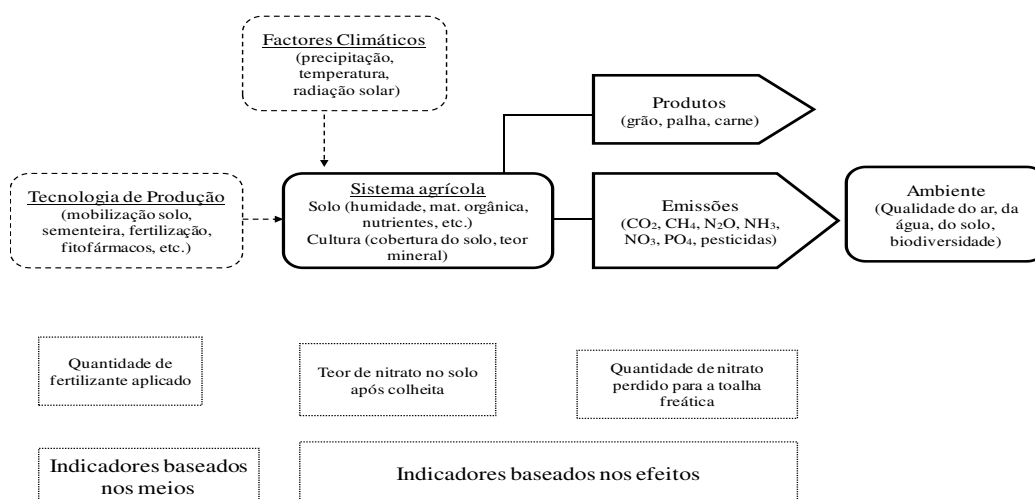 Factores Climáticos
(precipitação,
temperatura,
radiação solar)
Produtos
(grão, palha, carne)
Tecnologia de Produção
(mobilização solo,
sementeira, fertilização,
fitofármacos, etc.)
Sistema agrícola
Solo (humidade, mat. orgânica,
nutrientes, etc.)
Cultura (cobertura do solo, teor
mineral)
Emissões
(CO₂, CH₄, N₂O, NH₃,
NO₃, PO₄, pesticidas)
Ambiente
(Qualidade do ar, da
água, do solo,
biodiversidade)
Quantidade de
fertilizante aplicado
Teor de nitrato no solo
após colheita
Quantidade de nitrato
perdido para a toalha
freática
Indicadores baseados
nos meios
Indicadores baseados nos efeitos